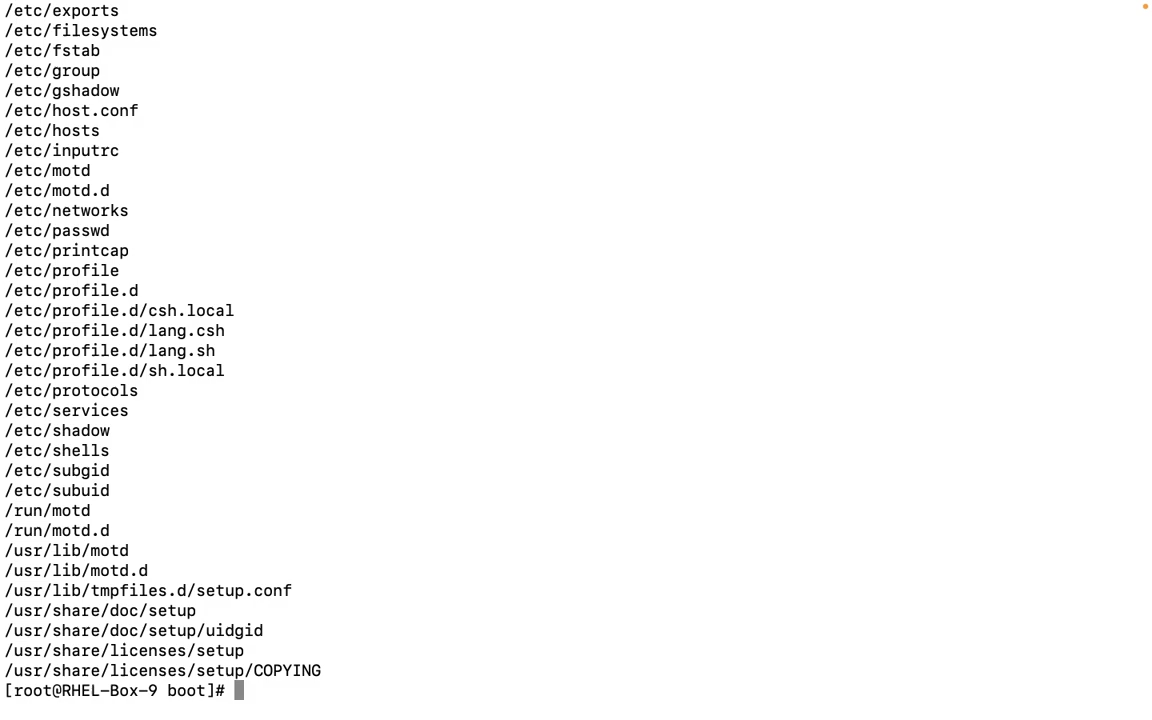 /etc/exports
/etc/filesystems
/etc/fstab
/etc/group
/etc/gshadow
/etc/host.conf
/etc/hosts
/etc/inputrc
/etc/motd
/etc/motd.d
/etc/networks
/etc/passwd
/etc/printcap
/etc/profile
/etc/profile.d
/etc/profile.d/csh.local
/etc/profile.d/lang.csh
/etc/profile.d/lang.sh
/etc/profile.d/sh.local
/etc/protocols
/etc/services
/etc/shadow
/etc/shells
/etc/subgid
/etc/subuid
/run/motd
/run/motd.d
/usr/lib/motd
/usr/lib/motd.d
/usr/lib/tmpfiles.d/setup.conf
/usr/share/doc/setup
/usr/share/doc/setup/uidgid
/usr/share/licenses/setup
/usr/share/licenses/setup/COPYING
[root@RHEL-Box-9 boot]#